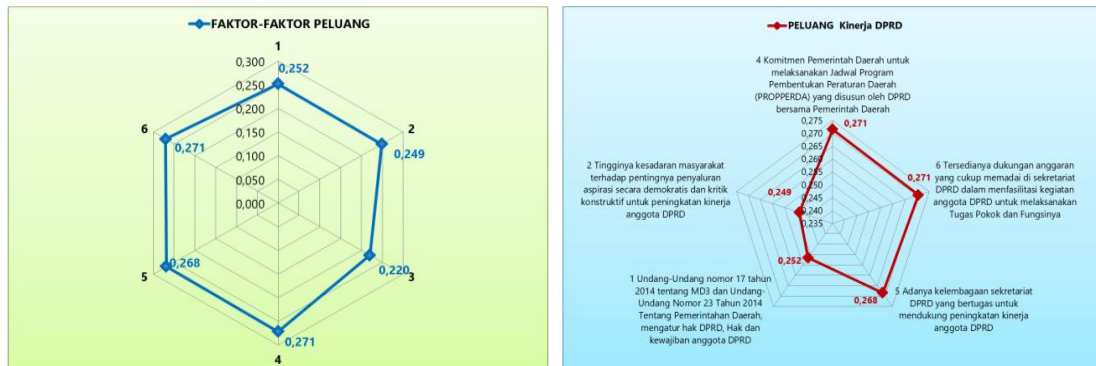 FAKTOR-FAKTOR PELUANG
1
0,300
0,252
0,250
0,200
0,150
0,100
0,050
0,000
2
0,249
3
0,220
4
0,271
5
0,268
6
0,271
PELUANG Kinerja DPRD
4 Komitmen Pemerintah Daerah untuk
melaksanakan Jadwal Program
Pembentukan Peraturan Daerah
(PROPPERDA) yang disusun oleh DPRD
bersama Pemerintah Daerah
0,275
0,271
0,270
0,265
0,260
0,255
0,250
0,245
0,240
0,235
6 Tersedianya dukungan anggaran
yang cukup memadai di sekretariat
DPRD dalam menfasilitasi kegiatan
anggota DPRD untuk melaksanakan
Tugas Pokok dan Fungsinya
0,271
5 Adanya kelembagaan sekretariat
DPRD yang bertugas untuk
mendukung peningkatan kinerja
anggota DPRD
0,268
1 Undang-Undang nomor 17 tahun
2014 tentang MD3 dan Undang-
Undang Nomor 23 Tahun 2014
Tentang Pemerintahan Daerah,
mengatur hak DPRD, Hak dan
kewajiban anggota DPRD
0,252
2 Tingginya kesadaran masyarakat
terhadap pentingnya penyaluran
aspirasi secara demokratis dan kritik
konstruktif untuk peningkatan kinerja
anggota DPRD
0,249